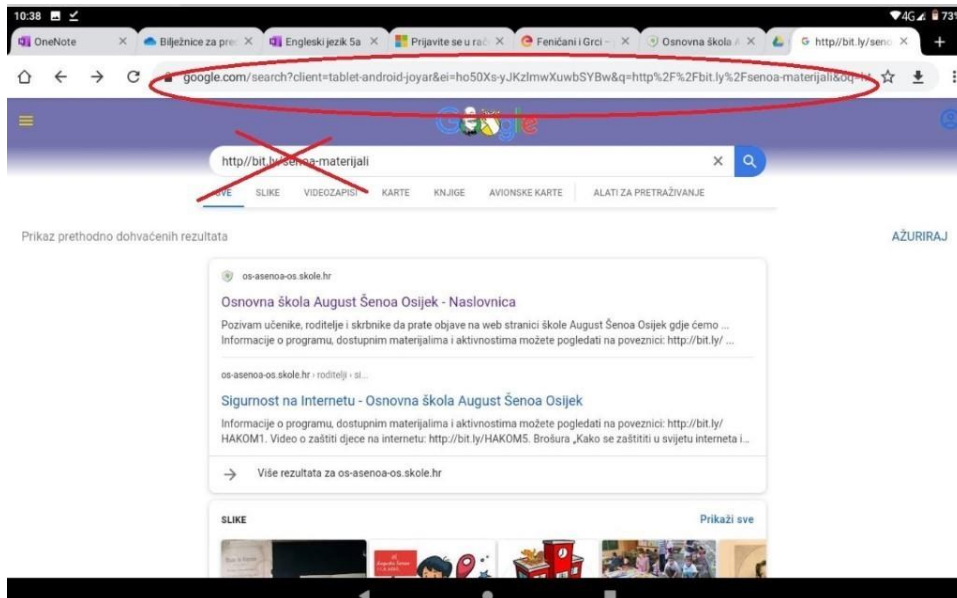 10:38 4G 73%
OneNote Bilježnice za pred Engleski jezik 5a Prijavite se u rač Feničani i Grci – Osnovna škola A http//bit.ly/seno
google.com/search?client=tablet-android-joyar&ei=ho50Xs-yJKzlmwXuwbSYBw&q=http%2F%2Fbit.ly%2Fsenoa-materijali&oq=
Google
http//bit.ly/senoa-materijali
SVE SLIKE VIDEOZAPISI KARTE KNJIGE AVIONSKE KARTE ALATI ZA PRETRAŽIVANJE
Prikaz prethodno dohvaćenih rezultata AŽURIRAJ
os-asenoa-os.skole.hr
Osnovna škola August Šenoa Osijek - Naslovnica
Pozivam učenike, roditelje i skrbnike da prate objave na web stranici škole August Šenoa Osijek gdje ćemo ...
Informacije o programu, dostupnim materijalima i aktivnostima možete pogledati na poveznici: http://bit.ly/ ...
os-asenoa-os.skole.hr › roditelji › si...
Sigurnost na Internetu - Osnovna škola August Šenoa Osijek
Informacije o programu, dostupnim materijalima i aktivnostima možete pogledati na poveznici: http://bit.ly/
HAKOM1. Video o zaštiti djece na internetu: http://bit.ly/HAKOM5. Brošura „Kako se zaštititi u svijetu interneta i...
Više rezultata za os-asenoa-os.skole.hr
SLIKE Prikaži sve